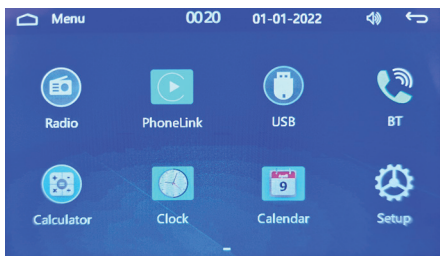 Menu 0020 01-01-2022
Radio PhoneLink USB BT
9
Calculator Clock Calendar Setup